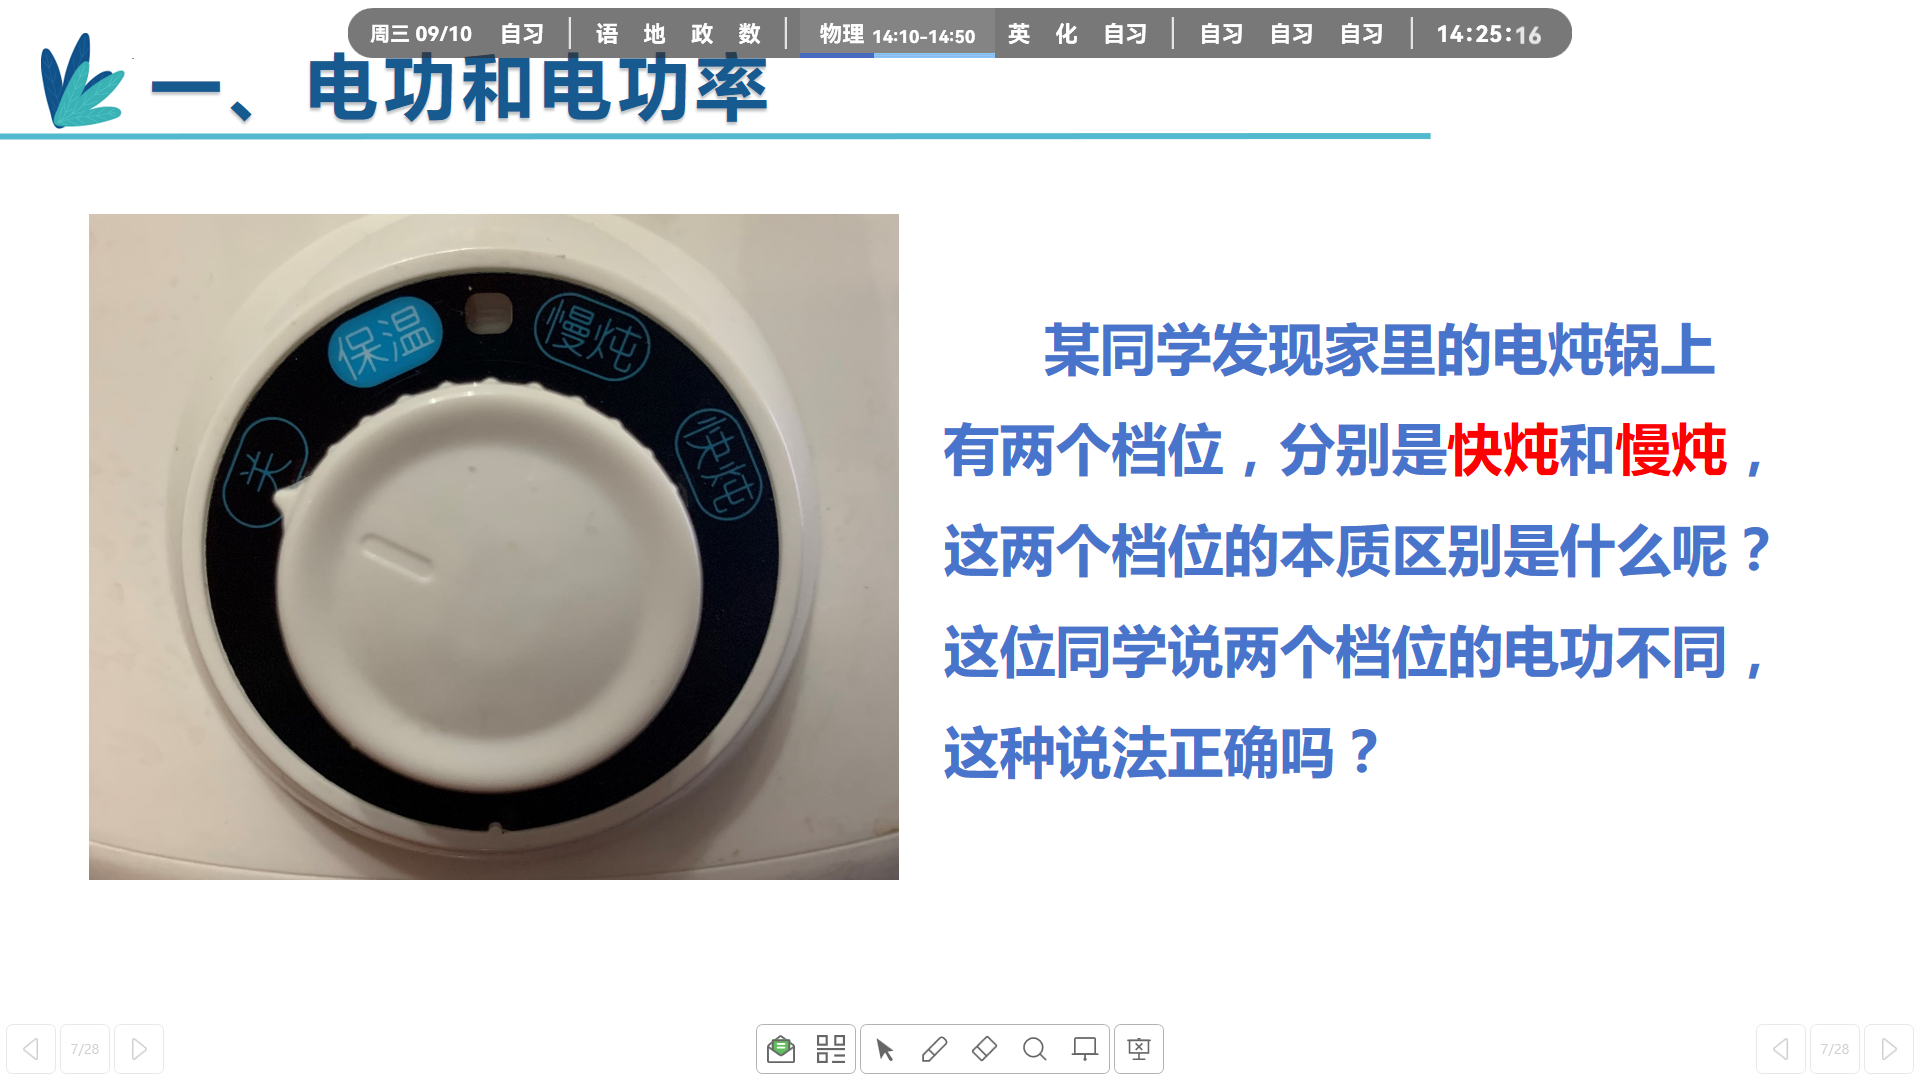 周三 09/10 自习 语 地 政 数 物理 14:10-14:50 英 化 自习 自习 自习 自习 14:25:16
一、电功和电功率
保温
慢炖
关
快炖
某同学发现家里的电炖锅上
有两个档位，分别是快炖和慢炖，
这两个档位的本质区别是什么呢？
这位同学说两个档位的电功不同，
这种说法正确吗？
7/28
7/28